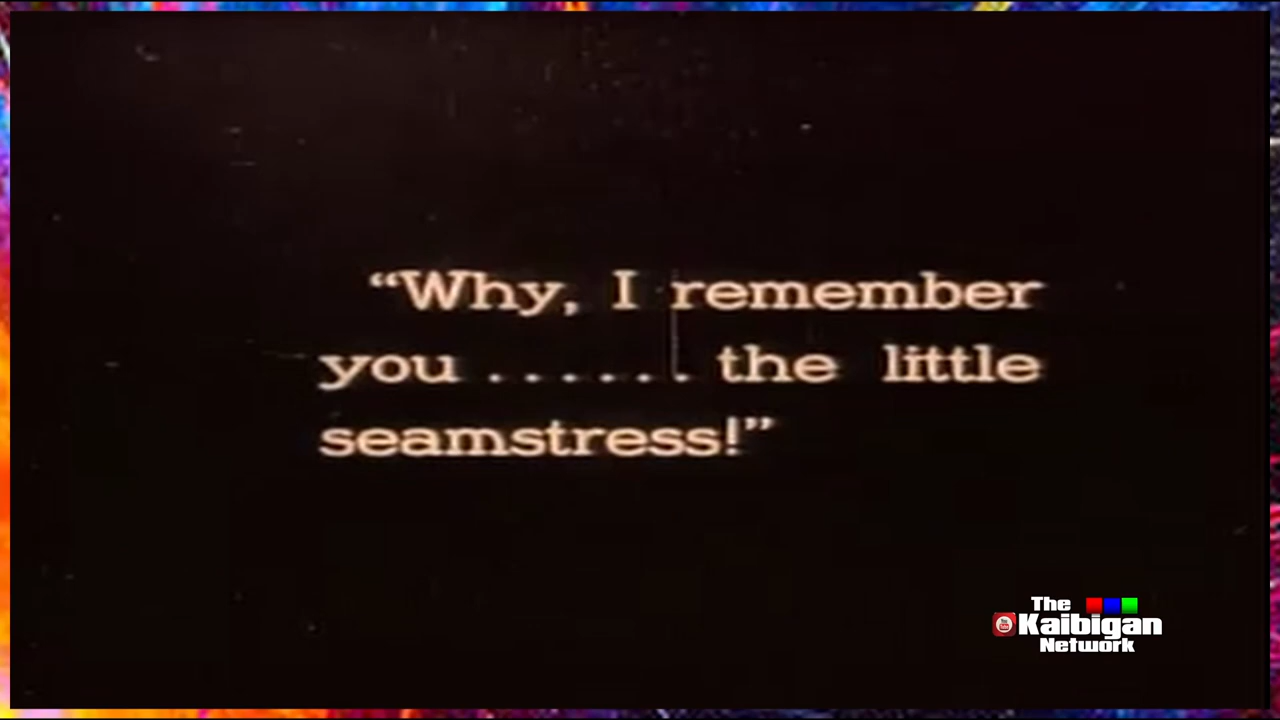 “Why, I remember
you ...... the little
seamstress!”
The
Kaibigan
Network